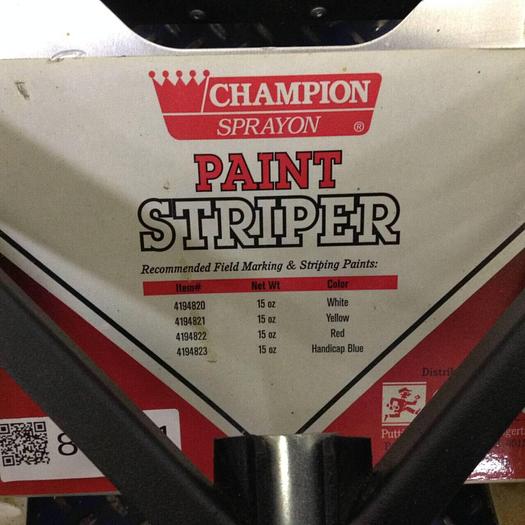 CHAMPION
SPRAYON ®
PAINT
STRIPER
Recommended Field Marking & Striping Paints:
Item# Net Wt Color
4194820 15 oz White
4194821 15 oz Yellow
4194822 15 oz Red
4194823 15 oz Handicap Blue
8